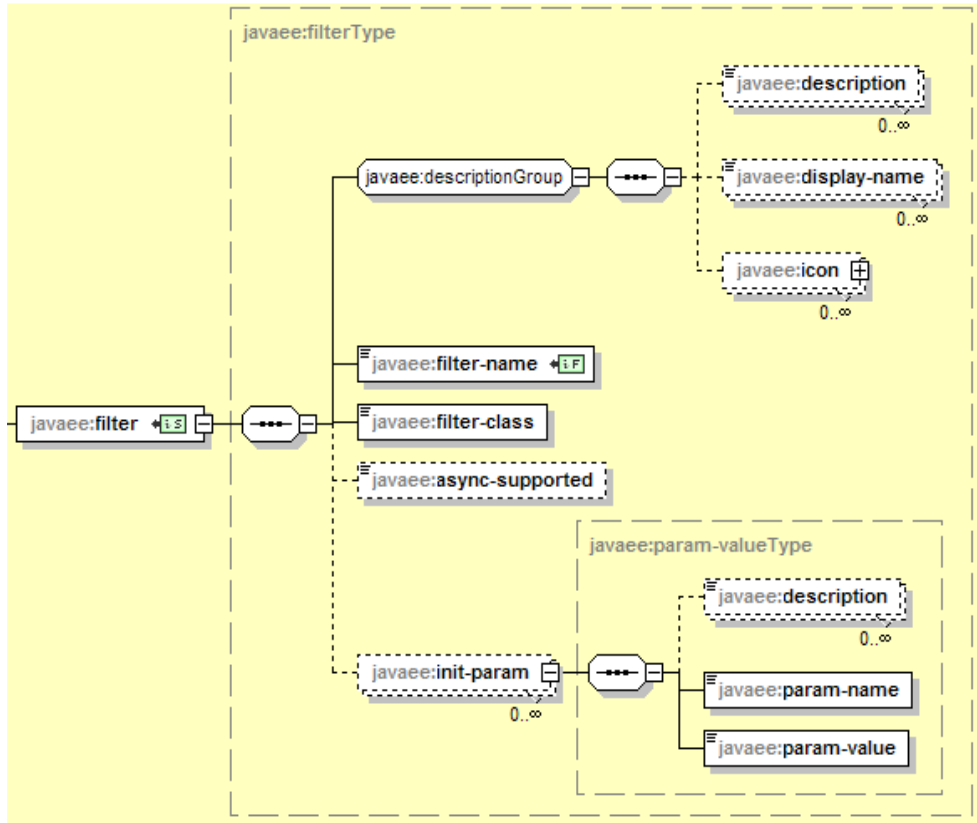 javaee:filterType
javaee:description
0..∞
javaee:descriptionGroup
javaee:display-name
0..∞
javaee:icon
0..∞
javaee:filter-name iF
javaee:filter iS
javaee:filter-class
javaee:async-supported
javaee:param-valueType
javaee:description
0..∞
javaee:init-param
0..∞
javaee:param-name
javaee:param-value